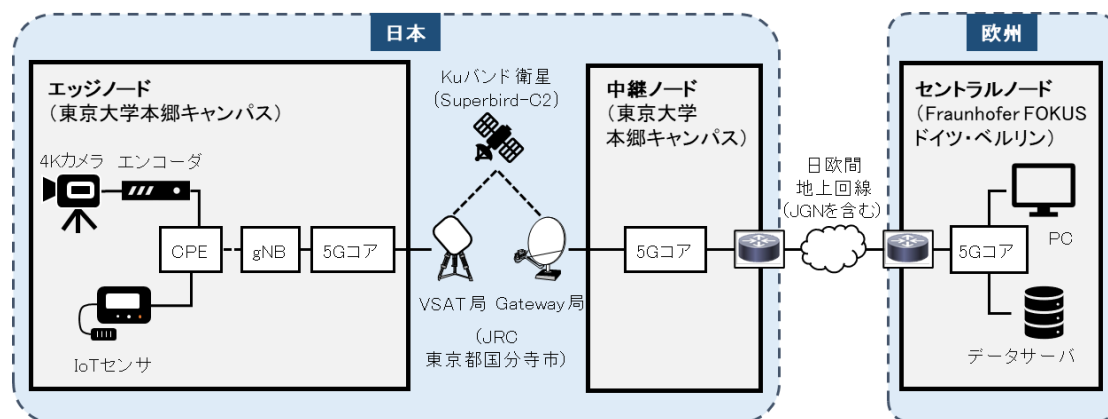 日本
エッジノード
（東京大学本郷キャンパス）
4Kカメラ
エンコーダ
CPE
gNB
5Gコア
IoTセンサ
Kuバンド衛星
(Superbird-C2)
VSAT局
Gateway局
(JRC
東京都国分寺市)
中継ノード
（東京大学
本郷キャンパス）
5Gコア
日欧間
地上回線
(JGNを含む)
欧州
セントラルノード
（Fraunhofer FOKUS
ドイツ・ベルリン）
5Gコア
PC
データサーバ